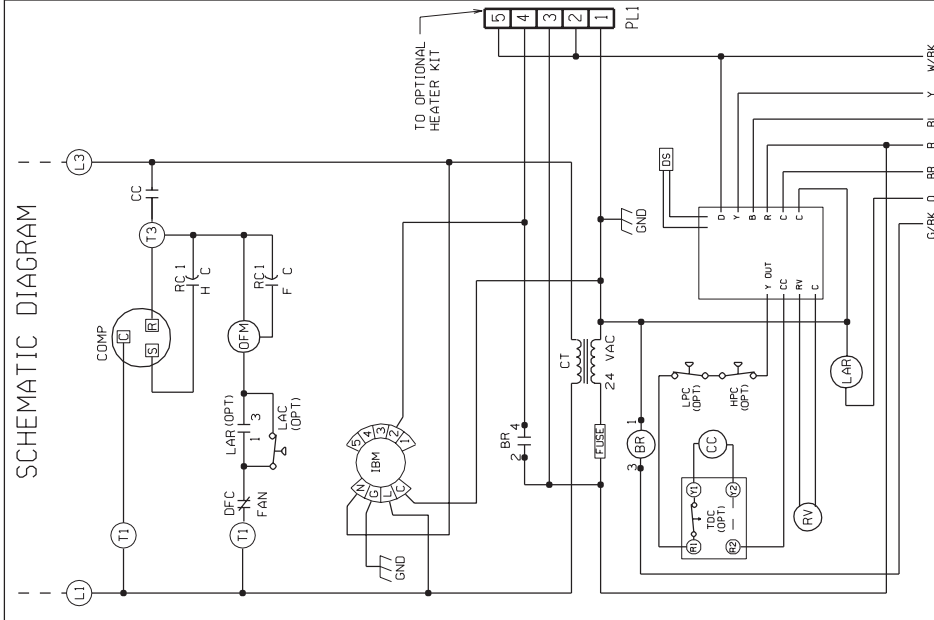 SCHEMATIC DIAGRAM
L3
CC
T3
COMP
C
S
R
RC 1
H
C
RC 1
F
C
OFM
LAR (OPT)
1
3
LAC
(OPT)
DFC
FAN
T1
T1
L1
TO OPTIONAL
HEATER KIT
5
4
3
2
1
PL1
IBM
5
4
3
2
1
N
G
L
C
GND
BR
2
4
CT
24 VAC
FUSE
GND
DS
D
Y
B
R
C
C
Y OUT
CC
RV
C
LPC
(OPT)
HPC
(OPT)
LAR
BR
3
1
CC
Y1
Y2
TDC
(OPT)
R1
R2
RV
W/BK
Y
R
BR
O
G/BK